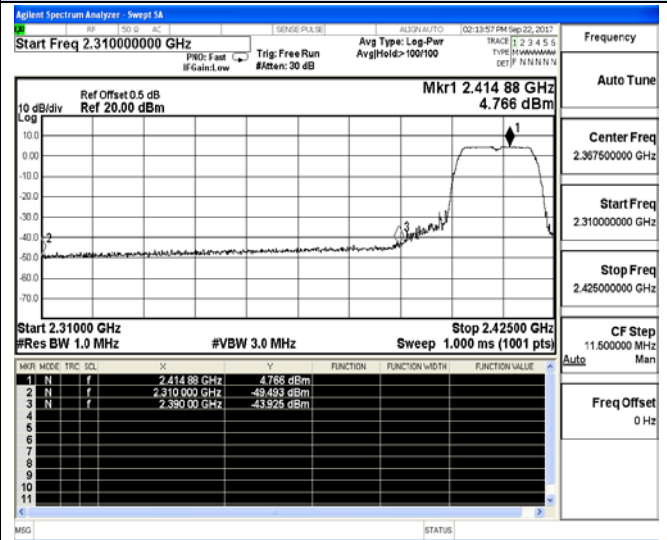 Agilent Spectrum Analyzer - Swept SA
RF 50 Ω AC SENSE:PULSE ALIGN AUTO 02:13:57 PM Sep 22, 2017
Start Freq 2.310000000 GHz
PNO: Fast
IFGain:Low
Trig: Free Run
#Atten: 30 dB
Avg Type: Log-Pwr
Avg|Hold:>100/100
TRACE 1 2 3 4 5 6
TYPE MWWWWW
DET P N N N N N
Ref Offset 0.5 dB
10 dB/div Ref 20.00 dBm
Log
Mkr1 2.414 88 GHz
4.766 dBm
10.0
0.00
-10.0
-20.0
-30.0
-40.0
-50.0
-60.0
-70.0
1
2
3
Start 2.31000 GHz Stop 2.42500 GHz
#Res BW 1.0 MHz #VBW 3.0 MHz Sweep 1.000 ms (1001 pts)
MKR MODE TRC SCL X Y FUNCTION FUNCTION WIDTH FUNCTION VALUE
1 N f 2.414 88 GHz 4.766 dBm
2 N f 2.310 000 GHz -49.493 dBm
3 N f 2.390 00 GHz -43.925 dBm
4
5
6
7
8
9
10
11
MSG STATUS
Frequency
Auto Tune
Center Freq
2.367500000 GHz
Start Freq
2.310000000 GHz
Stop Freq
2.425000000 GHz
CF Step
11.500000 MHz
Auto Man
Freq Offset
0 Hz